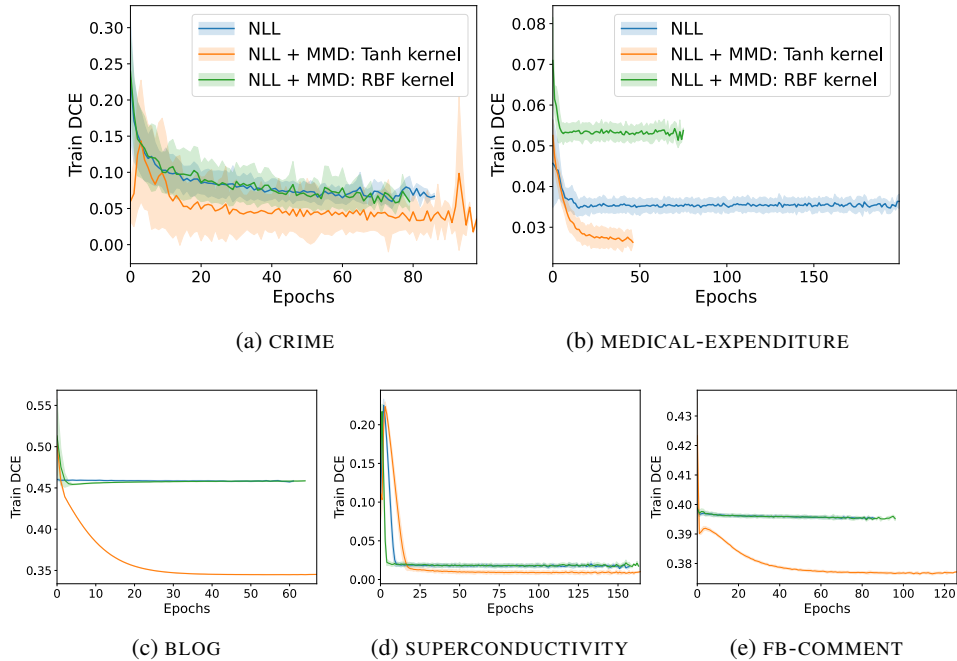 0.30
0.25
0.20
0.15
0.10
0.05
0.00
Train DCE
NLL
NLL + MMD: Tanh kernel
NLL + MMD: RBF kernel
0 20 40 60 80
Epochs
(a) CRIME
0.08
0.07
0.06
0.05
0.04
0.03
Train DCE
NLL
NLL + MMD: Tanh kernel
NLL + MMD: RBF kernel
0 50 100 150
Epochs
(b) MEDICAL-EXPENDITURE
0.55
0.50
0.45
0.40
0.35
Train DCE
0 10 20 30 40 50 60
Epochs
(c) BLOG
0.20
0.15
0.10
0.05
0.00
Train DCE
0 25 50 75 100 125 150
Epochs
(d) SUPERCONDUCTIVITY
0.43
0.42
0.41
0.40
0.39
0.38
Train DCE
0 20 40 60 80 100 120
Epochs
(e) FB-COMMENT